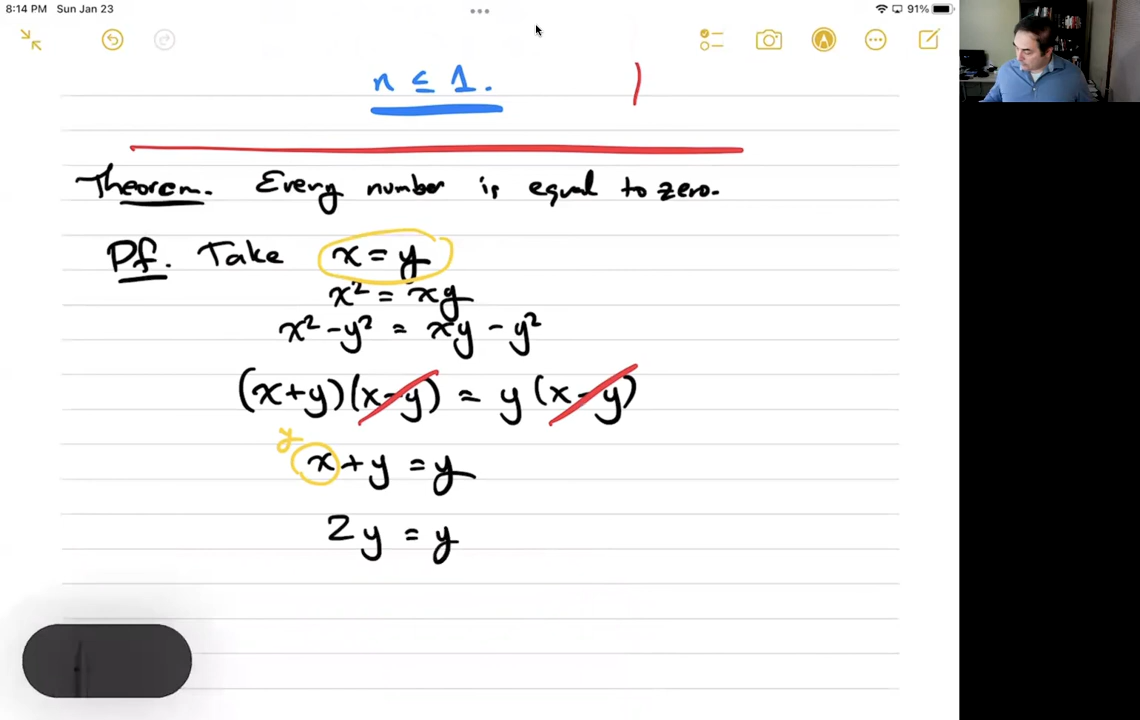 8:14 PM Sun Jan 23
91%
n ≤ 1.
Theorem. Every number is equal to zero.
Pf. Take x = y
x² = xy
x² - y² = xy - y²
(x+y)(x-y) = y(x-y)
y
x + y = y
2y = y